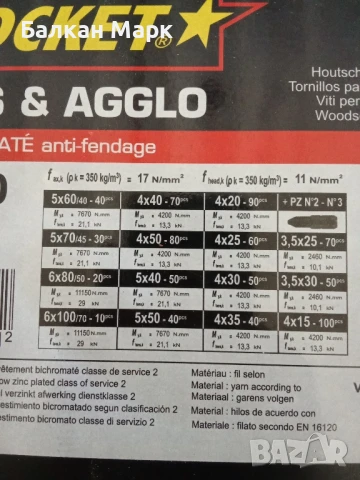 Балкан Марк
OCKET®
S & AGGLO
Houtsch
Tornillos pa
Viti per
Woods
ATÉ anti-fendage
f ax,k (ρk = 350 kg/m³) = 17 N/mm²
f head,k (ρk = 350 kg/m³) = 11 N/mm²
5x60/40 - 40pcs 4x40 - 70pcs 4x20 - 90pcs + PZ N°2 - N°3
M yk = 7670 N.mm M yk = 4200 N.mm M yk = 4200 N.mm
f tens,k = 21,1 kN f tens,k = 13,3 kN f tens,k = 13,3 kN
5x70/45 - 30pcs 4x50 - 80pcs 4x25 - 60pcs 3,5x25 - 70pcs
M yk = 7670 N.mm M yk = 4200 N.mm M yk = 4200 N.mm M yk = 2460 N.mm
f tens,k = 21,1 kN f tens,k = 13,3 kN f tens,k = 13,3 kN f tens,k = 10,1 kN
6x80/50 - 20pcs 5x40 - 50pcs 4x30 - 50pcs 3,5x30 - 50pcs
M yk = 11150 N.mm M yk = 7670 N.mm M yk = 4200 N.mm M yk = 2460 N.mm
f tens,k = 29 kN f tens,k = 21,1 kN f tens,k = 13,3 kN f tens,k = 10,1 kN
6x100/70 - 10pcs 5x50 - 40pcs 4x35 - 40pcs 4x15 - 100pcs
M yk = 11150 N.mm M yk = 7670 N.mm M yk = 4200 N.mm M yk = 4200 N.mm
f tens,k = 29 kN f tens,k = 21,1 kN f tens,k = 13,3 kN f tens,k = 13,3 kN
2
evêtement bichromaté classe de service 2
ow zinc plated class of service 2
l verzinkt afwerking dienstklasse 2
estimiento bicromatado segun clasificación 2
ento bicromato classe di servizio 2
Matériau : fil selon
Material : yarn according to
Materiaal : garens volgen
Material : hilos de acuerdo con
Materiale : filato secondo EN 16120
V
bazar.bg